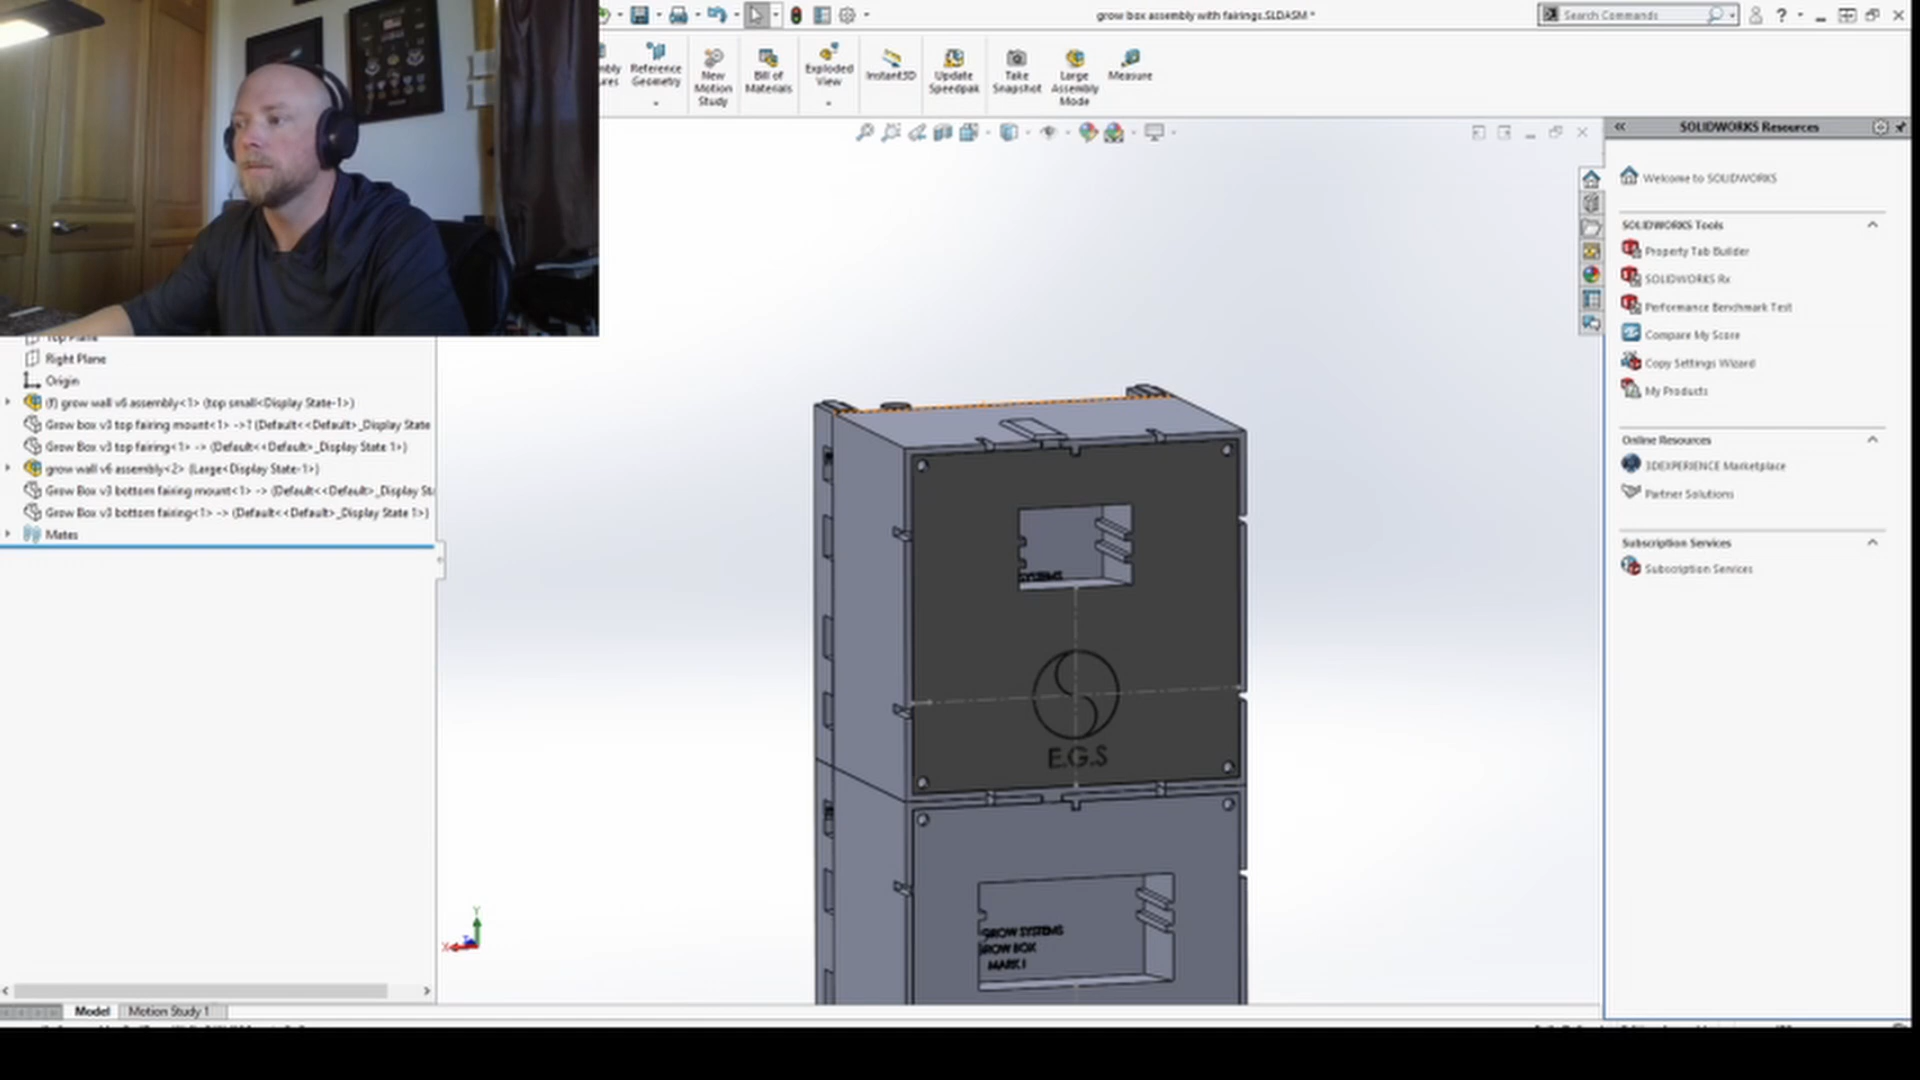 grow box assembly with fairings.SLDASM *
Search Commands
Reference
Geometry
New
Motion
Study
Bill of
Materials
Exploded
View
Instant3D
Update
Speedpak
Take
Snapshot
Large
Assembly
Mode
Measure
SOLIDWORKS Resources
Welcome to SOLIDWORKS
SOLIDWORKS Tools
Property Tab Builder
SOLIDWORKS Rx
Performance Benchmark Test
Compare My Score
Copy Settings Wizard
My Products
Online Resources
3DEXPERIENCE Marketplace
Partner Solutions
Subscription Services
Subscription Services
Top Plane
Right Plane
Origin
(f) grow wall v6 assembly<1> (top small<Display State-1>)
Grow box v3 top fairing mount<1> ->? (Default<<Default>_Display State
Grow Box v3 top fairing<1> -> (Default<<Default>_Display State 1>)
grow wall v6 assembly<2> (Large<Display State-1>)
Grow Box v3 bottom fairing mount<1> -> (Default<<Default>_Display St
Grow Box v3 bottom fairing<1> -> (Default<<Default>_Display State 1>)
Mates
SYSTEMS
E.G.S
GROW SYSTEMS
ROW BOX
MARK I
Y
X
Model
Motion Study 1